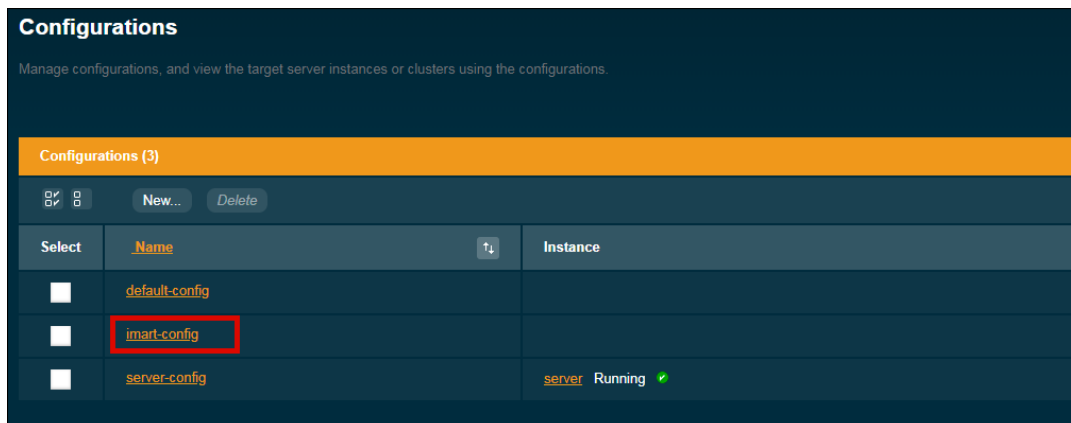 Configurations
Manage configurations, and view the target server instances or clusters using the configurations.
Configurations (3)
New... Delete
Select Name Instance
default-config
imart-config
server-config server Running